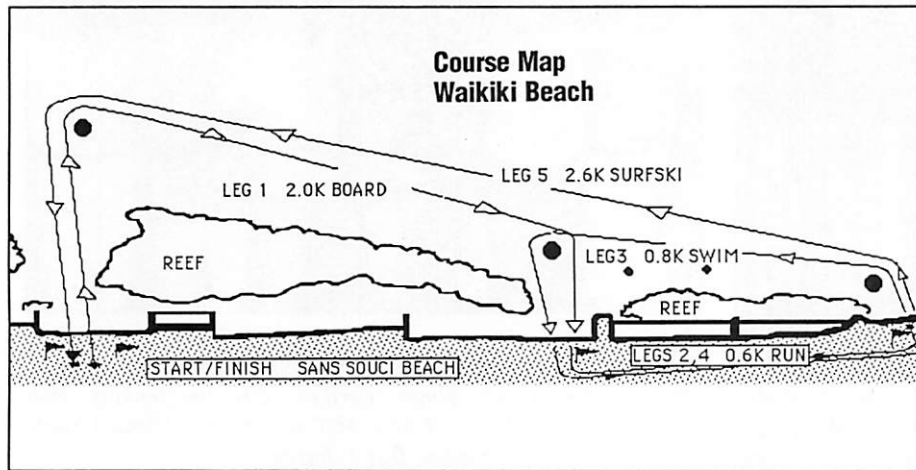 Course Map
Waikiki Beach
LEG 5 2.6K SURFSKI
LEG 1 2.0K BOARD
LEG3 0.8K SWIM
REEF
REEF
LEGS 2,4 0.6K RUN
START/FINISH SANS SOUCI BEACH